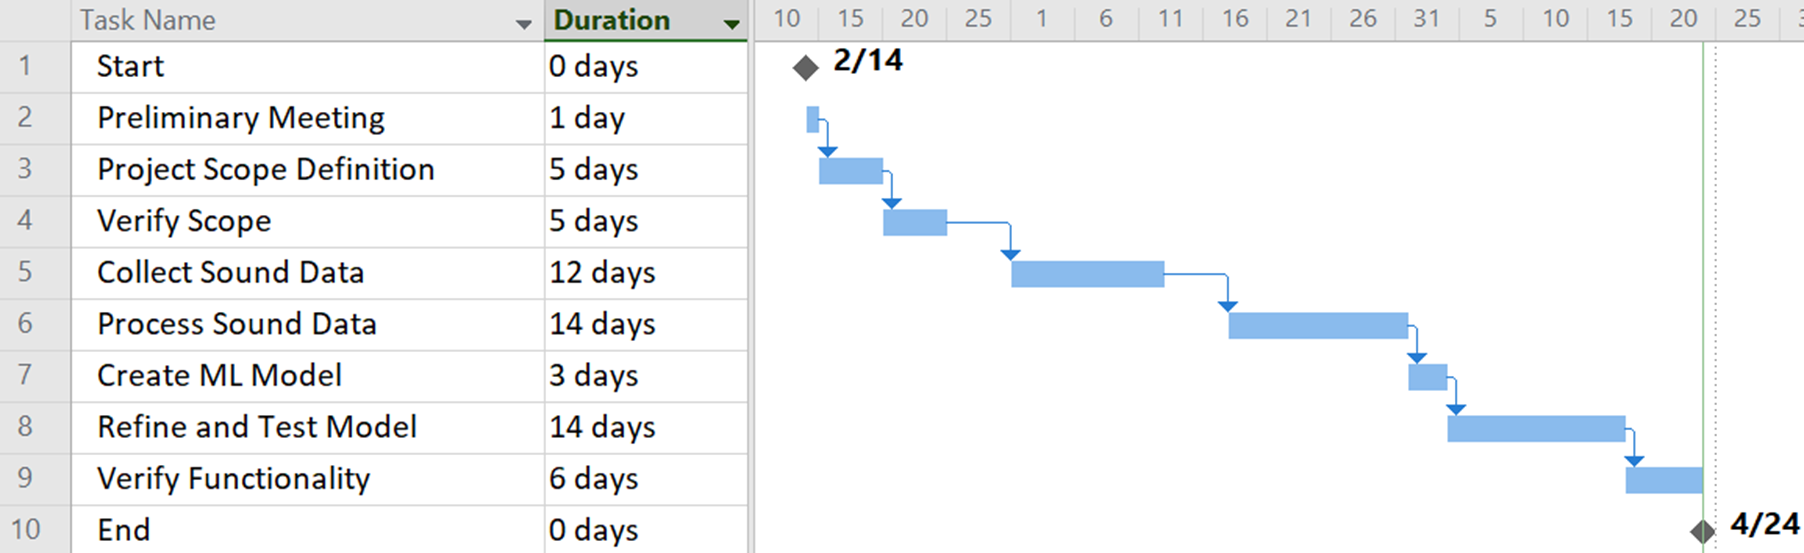 Task Name Duration 10 15 20 25 1 6 11 16 21 26 31 5 10 15 20 25
1 Start 0 days 2/14
2 Preliminary Meeting 1 day
3 Project Scope Definition 5 days
4 Verify Scope 5 days
5 Collect Sound Data 12 days
6 Process Sound Data 14 days
7 Create ML Model 3 days
8 Refine and Test Model 14 days
9 Verify Functionality 6 days
10 End 0 days 4/24